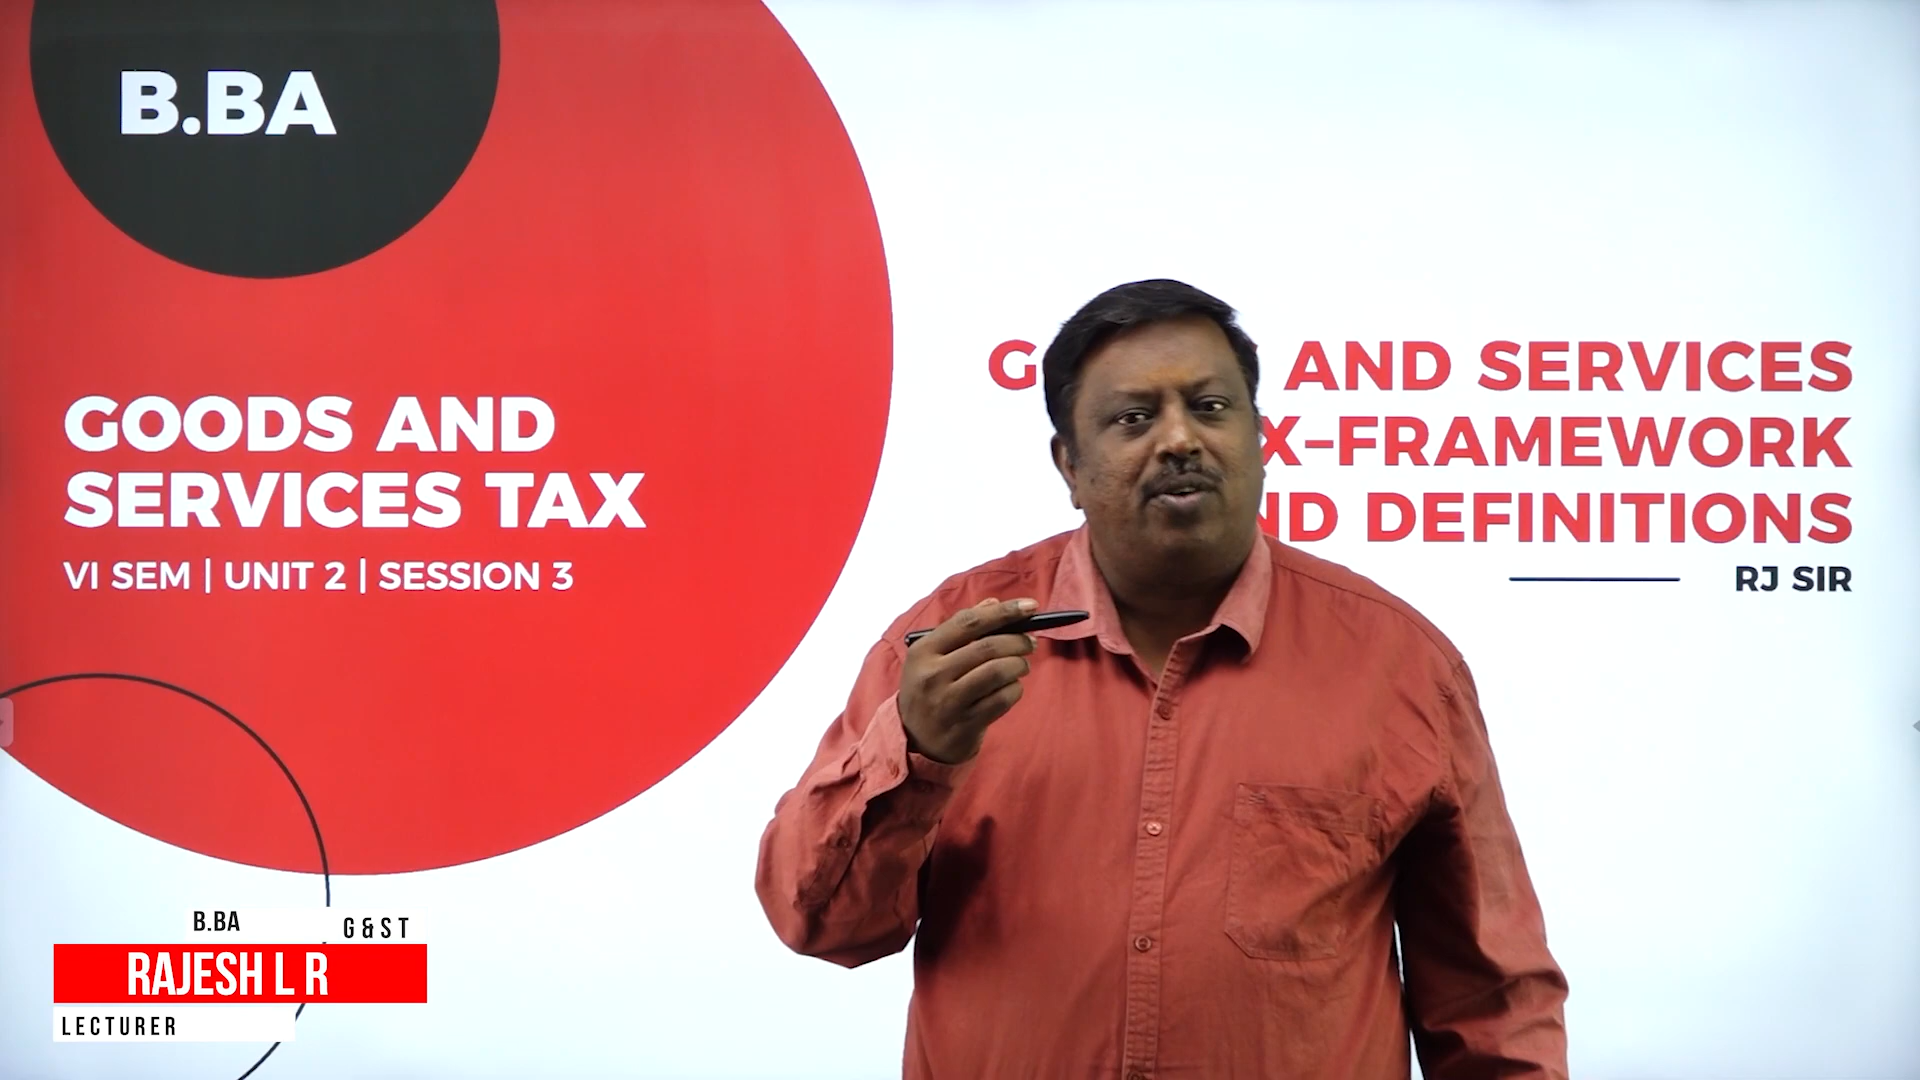 B.BA
GOODS AND
SERVICES TAX
VI SEM | UNIT 2 | SESSION 3
AND SERVICES
X-FRAMEWORK
DEFINITIONS
RJ SIR
B.BA
G&ST
RAJESH L R
LECTURER